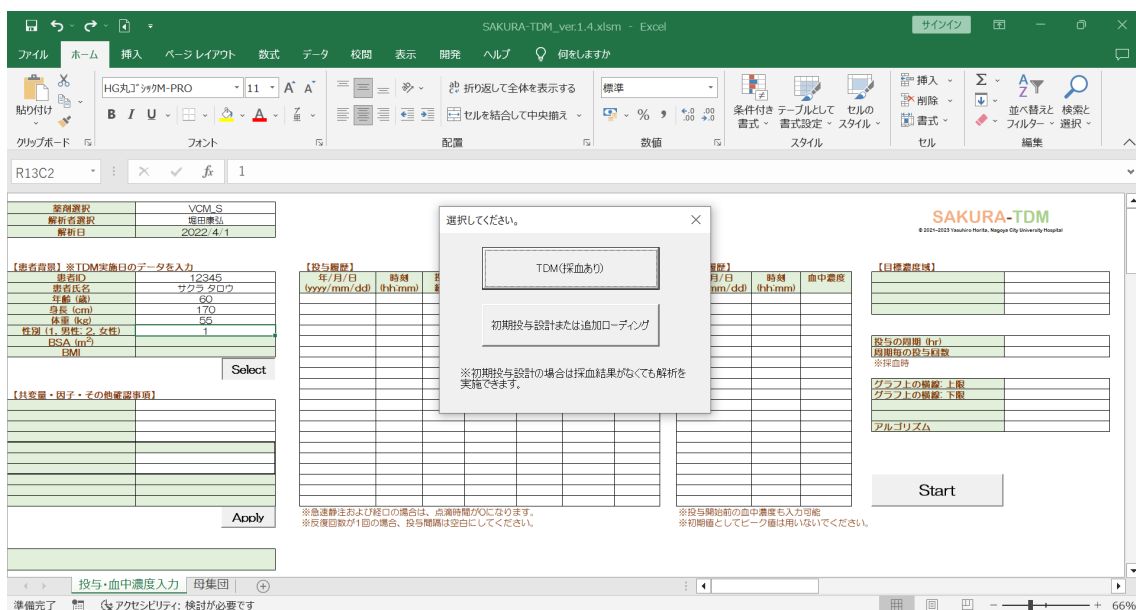 SAKURA-TDM_ver.1.4.xlsm - Excel
サインイン
ファイル ホーム 挿入 ページ レイアウト 数式 データ 校閲 表示 開発 ヘルプ 何をしますか
HG丸ｺﾞｼｯｸM-PRO 11
折り返して全体を表示する
標準
貼り付け
B I U
セルを結合して中央揃え
条件付き書式
テーブルとして書式設定
セルのスタイル
挿入
削除
書式
並べ替えとフィルター
検索と選択
クリップボード フォント 配置 数値 スタイル セル 編集
R13C2 fx 1
薬剤選択 VCM_S
解析者選択 堀田康弘
解析日 2022/4/1
SAKURA-TDM
© 2021-2023 Yasuhiro Horita, Nagoya City University Hospital
【患者背景】※TDM実施日のデータを入力
患者ID 12345
患者氏名 サクラ タロウ
年齢 (歳) 60
身長 (cm) 170
体重 (kg) 55
性別 (1, 男性; 2, 女性) 1
BSA (m²)
BMI
Select
【共変量・因子・その他確認事項】
Apply
【投与履歴】
年/月/日 時刻
(yyyy/mm/dd) (hh:mm)
※急速静注および経口の場合は、点滴時間が0になります。
※反復回数が1回の場合、投与間隔は空白にしてください。
選択してください。
TDM(採血あり)
初期投与設計または追加ローディング
※初期投与設計の場合は採血結果がなくても解析を
実施できます。
時刻 血中濃度
(hh:mm)
※投与開始前の血中濃度も入力可能
※初期値としてピーク値は用いないでください。
【目標濃度域】
投与の周期 (hr)
周期毎の投与回数
※採血時
グラフ上の横線: 上限
グラフ上の横線: 下限
アルゴリズム
Start
投与・血中濃度入力 母集団
準備完了 アクセシビリティ: 検討が必要です 66%